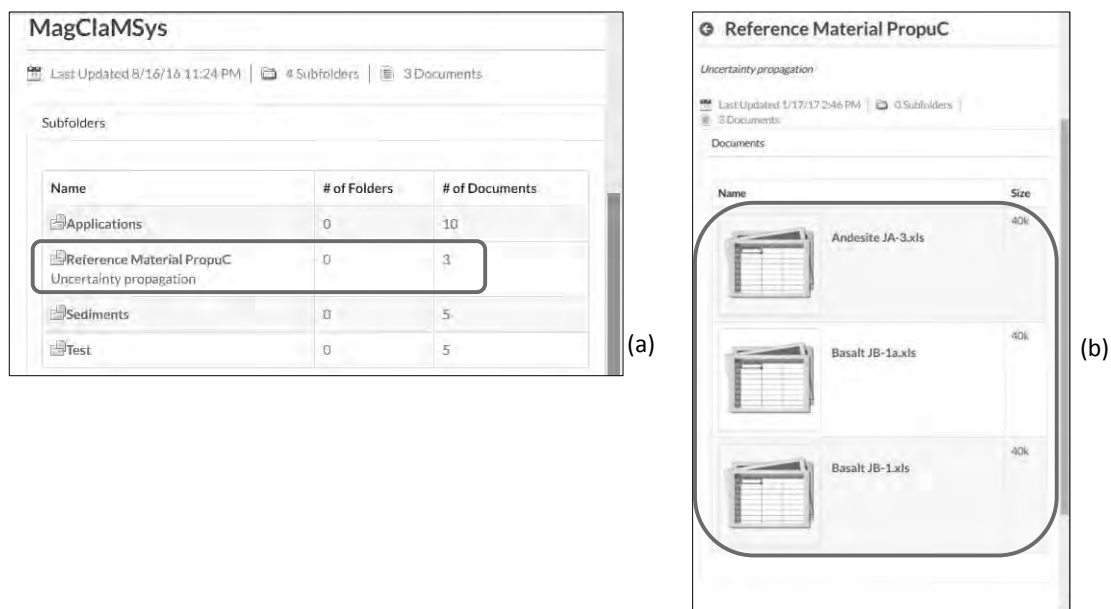 MagClaMSys
Last Updated 8/16/16 11:24 PM | 4 Subfolders | 3 Documents
Subfolders
Name # of Folders # of Documents
Applications 0 10
Reference Material PropuC 0 3
Uncertainty propagation
Sediments 0 5
Test 0 5
(a)
Reference Material PropuC
Uncertainty propagation
Last Updated 1/17/17 2:46 PM | 0 Subfolders |
3 Documents
Documents
Name Size
Andesite JA-3.xls 40k
Basalt JB-1a.xls 40k
Basalt JB-1.xls 40k
(b)